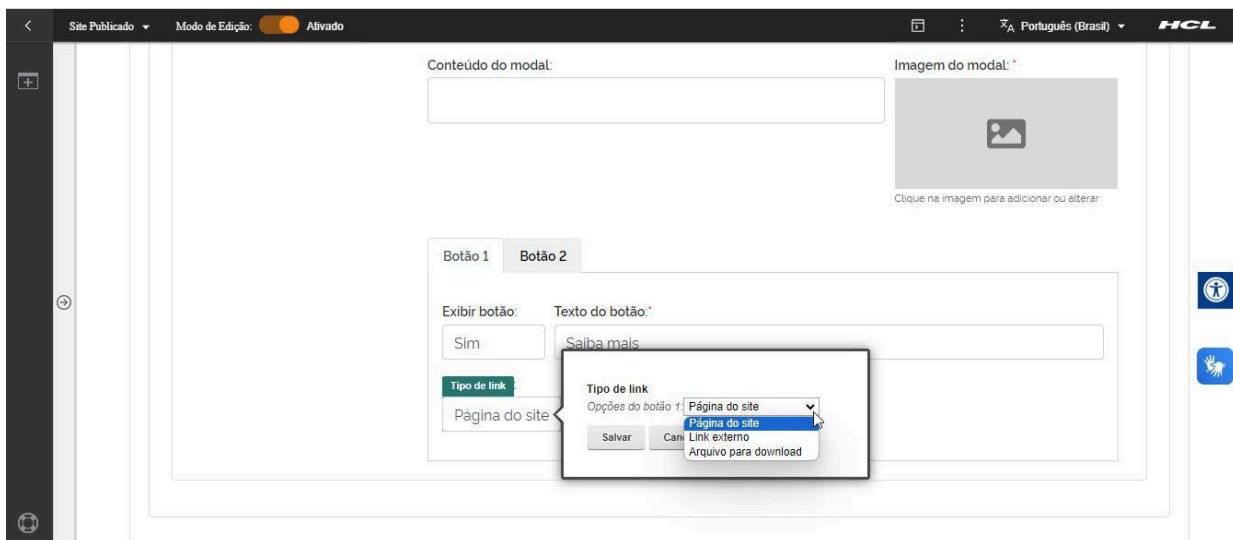 Site Publicado Modo de Edição: Ativado Português (Brasil) HCL
Conteúdo do modal: Imagem do modal: *
Clique na imagem para adicionar ou alterar
Botão 1 Botão 2
Exibir botão: Texto do botão:*
Sim Saiba mais
Tipo de link :
Página do site
Tipo de link
Opções do botão 1: Página do site
Página do site
Link externo
Arquivo para download
Salvar